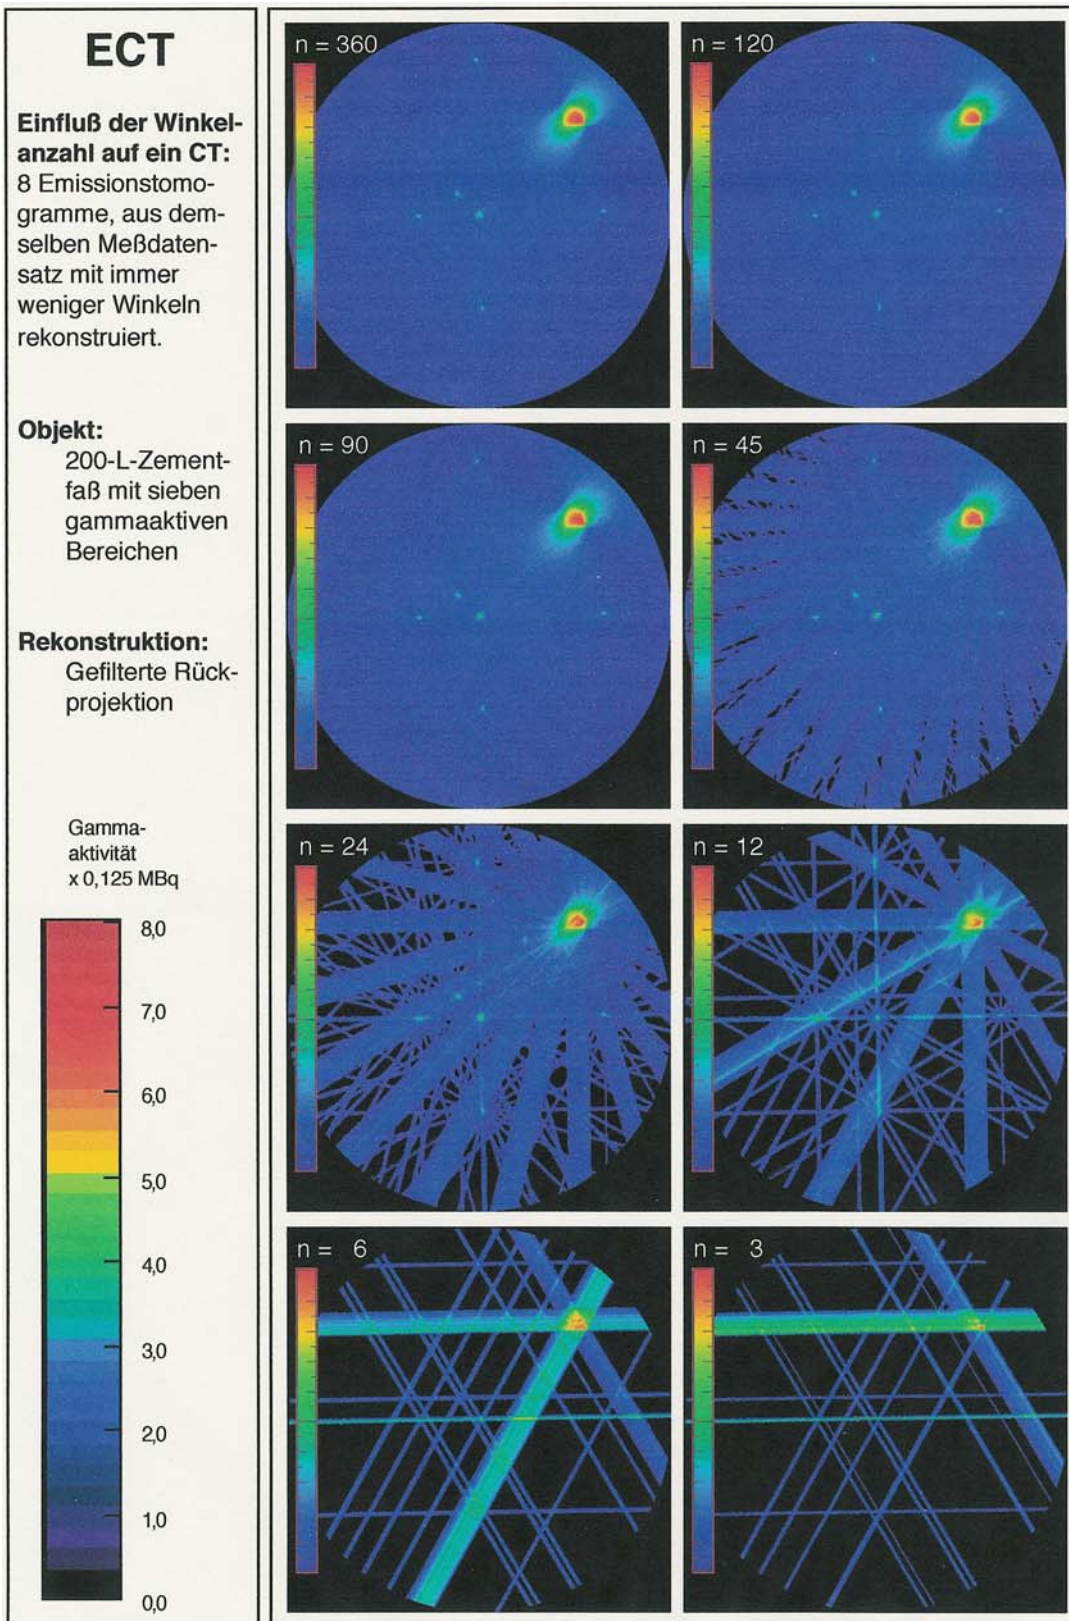 ECT
Einfluß der Winkel-
anzahl auf ein CT:
8 Emissionstomo-
gramme, aus dem-
selben Meßdaten-
satz mit immer
weniger Winkeln
rekonstruiert.
Objekt:
200-L-Zement-
faß mit sieben
gammaaktiven
Bereichen
Rekonstruktion:
Gefilterte Rück-
projektion
Gamma-
aktivität
x 0,125 MBq
8,0
7,0
6,0
5,0
4,0
3,0
2,0
1,0
0,0
n = 360
n = 120
n = 90
n = 45
n = 24
n = 12
n = 6
n = 3